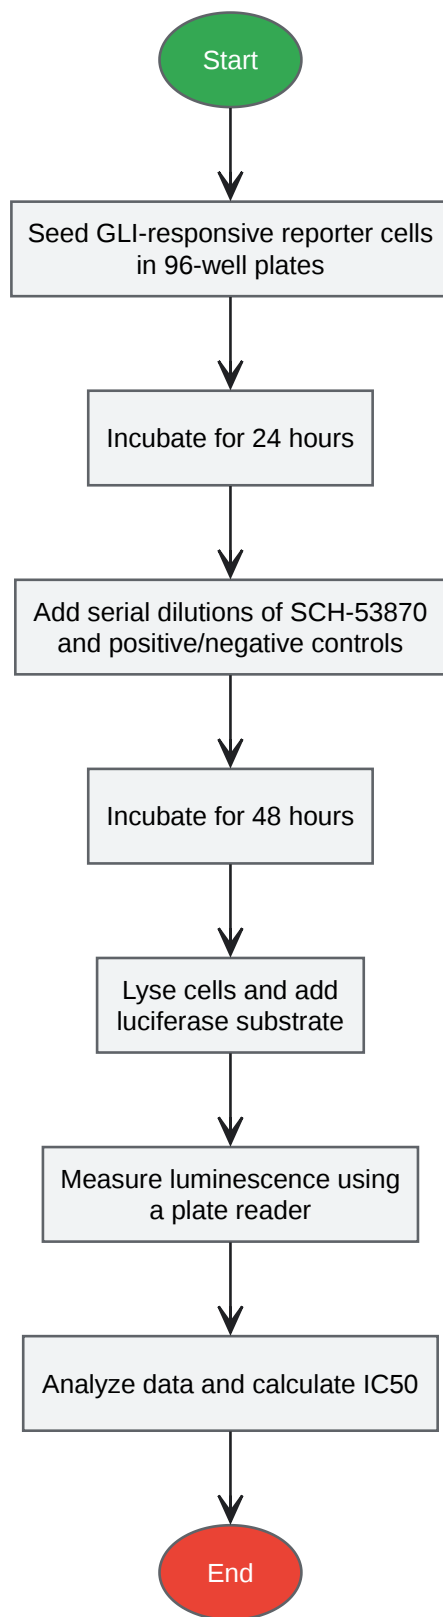 Start
Seed GLI-responsive reporter cells
in 96-well plates
Incubate for 24 hours
Add serial dilutions of SCH-53870
and positive/negative controls
Incubate for 48 hours
Lyse cells and add
luciferase substrate
Measure luminescence using
a plate reader
Analyze data and calculate IC50
End